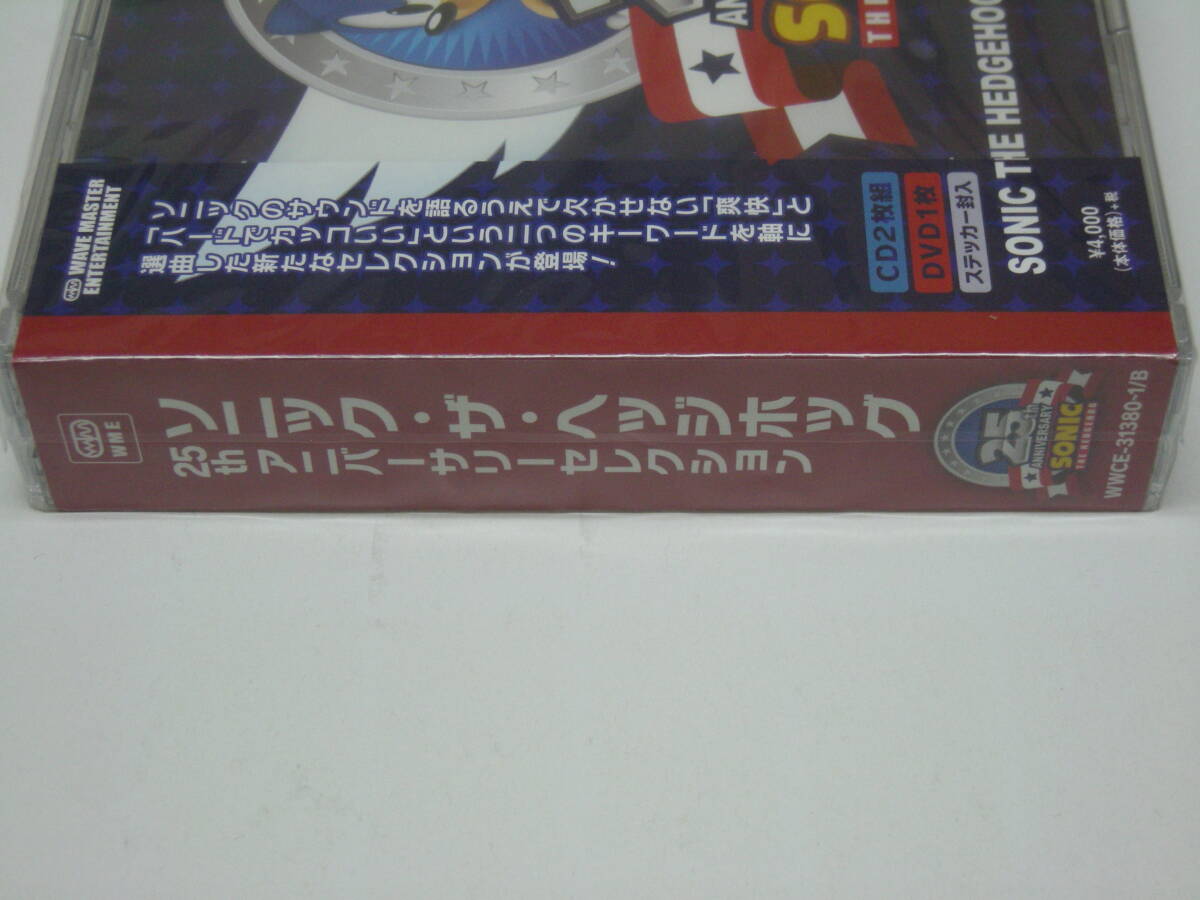 AN
S
THE
WAVE MASTER
ENTERTAINMENT
ソニックのサウンドを語るうえで欠かせない「爽快」と
「ハードでカッコいい」という二つのキーワードを軸に
選曲した新たなセレクションが登場!
CD2枚組
DVD1枚
ステッカー封入
SONIC THE HEDGEHOG
¥4,000
(本体価格)+税
WME
ソニック・ザ・ヘッジホッグ
25th アニバーサリーセレクション
25th
ANNIVERSARY
SONIC
THE HEDGEHOG
WWCE-31380~1/B